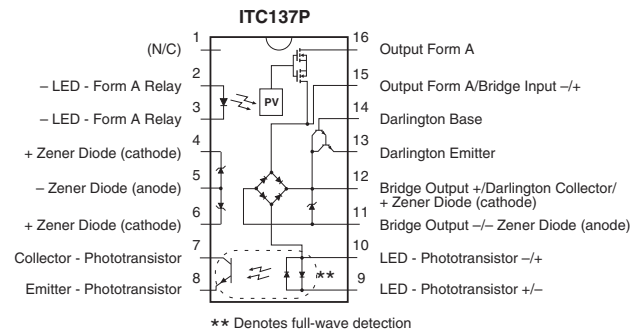 ITC137P
1
(N/C)
2
– LED - Form A Relay
3
– LED - Form A Relay
4
+ Zener Diode (cathode)
5
– Zener Diode (anode)
6
+ Zener Diode (cathode)
7
Collector - Phototransistor
8
Emitter - Phototransistor
PV
**
16
Output Form A
15
Output Form A/Bridge Input –/+
14
Darlington Base
13
Darlington Emitter
12
Bridge Output +/Darlington Collector/
+ Zener Diode (cathode)
11
Bridge Output –/– Zener Diode (anode)
10
LED - Phototransistor –/+
9
LED - Phototransistor +/–
** Denotes full-wave detection